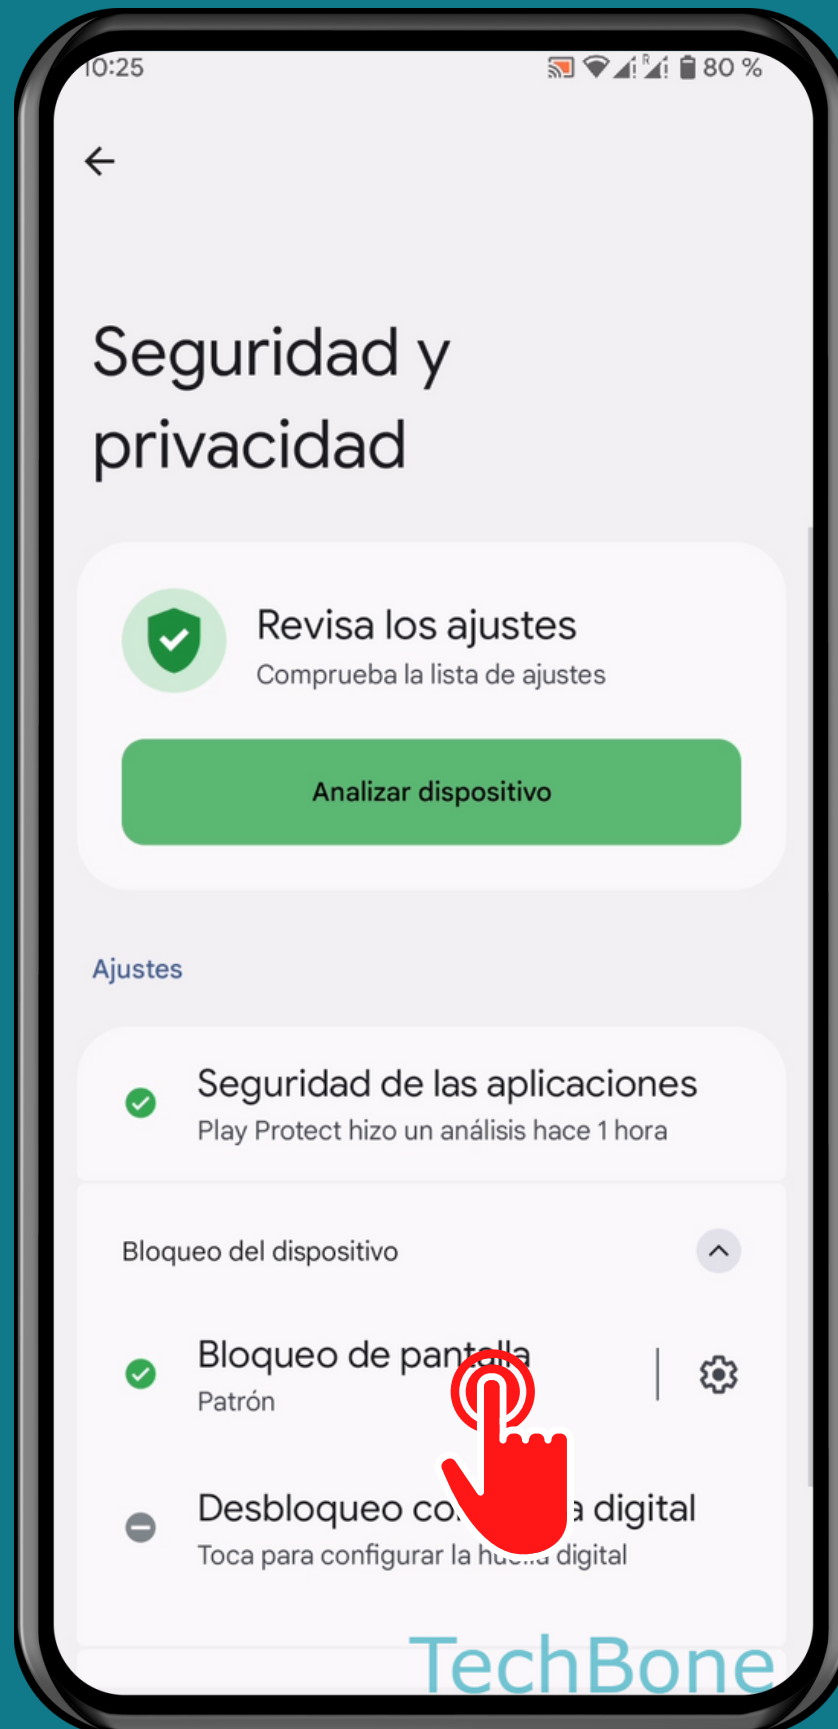 10:25
R
80 %
Seguridad y
privacidad
Revisa los ajustes
Comprueba la lista de ajustes
Analizar dispositivo
Ajustes
Seguridad de las aplicaciones
Play Protect hizo un análisis hace 1 hora
Bloqueo del dispositivo
Bloqueo de pantalla
Patrón
Desbloqueo digital
Toca para configurar la huella digital
TechBone